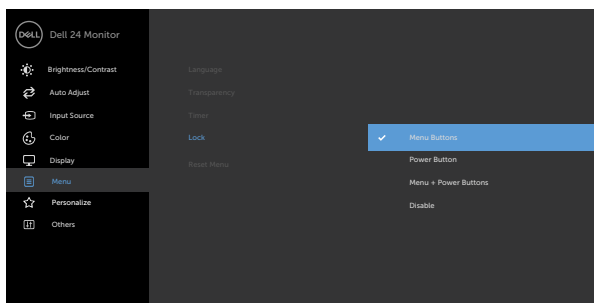 DELL
Dell 24 Monitor
Brightness/Contrast
Auto Adjust
Input Source
Color
Display
Menu
Personalize
Others
Language
Transparency
Timer
Lock
Reset Menu
Menu Buttons
Power Button
Menu + Power Buttons
Disable